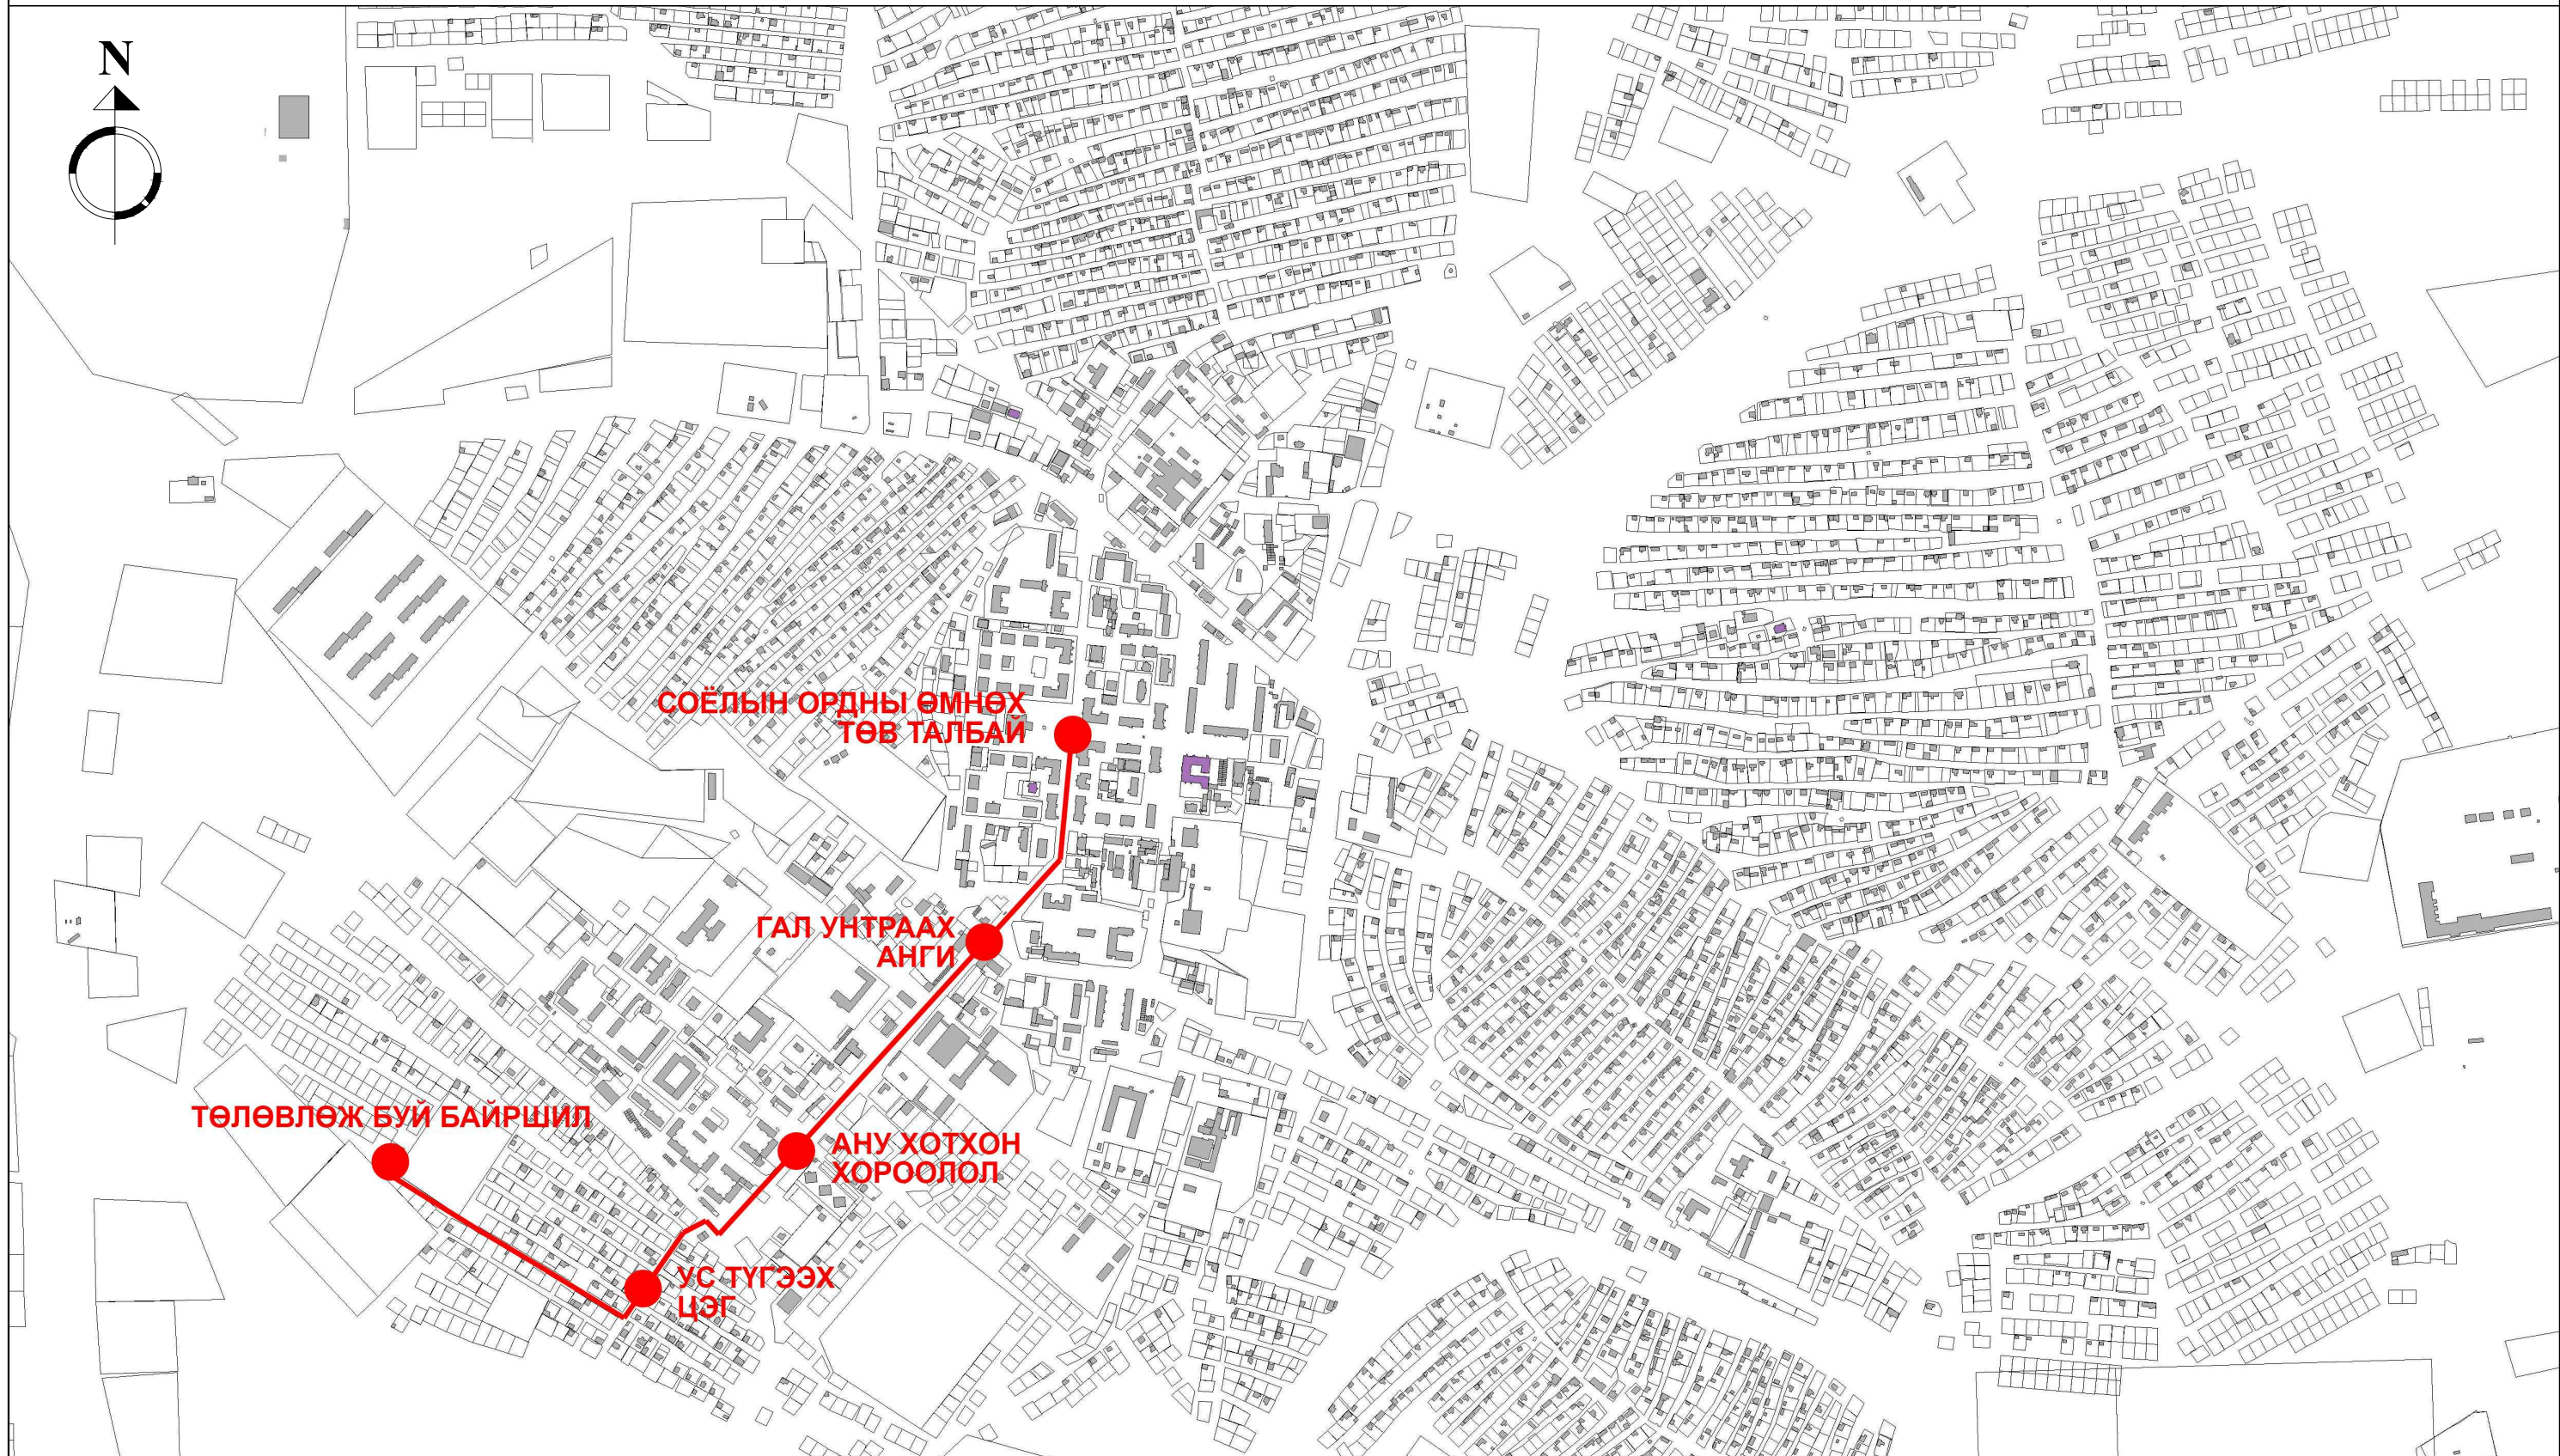 N
СОЁЛЫН ОРДНЫ ӨМНӨХ
ТӨВ ТАЛБАЙ
ГАЛ УНТРААХ
АНГИ
ТӨЛӨВЛӨЖ БУЙ БАЙРШИЛ
АНУ ХОТХОН
ХОРООЛОЛ
УС ТҮГЭЭХ
ЦЭГ